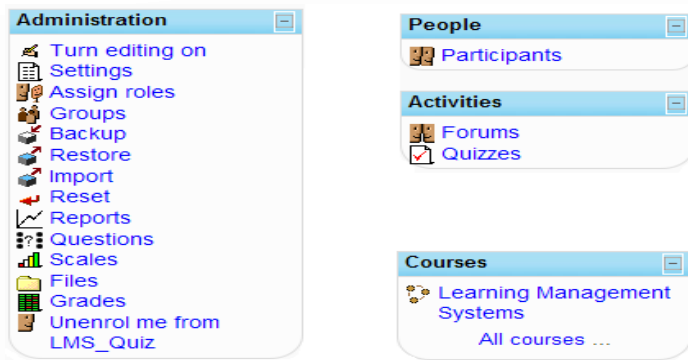 Administration
Turn editing on
Settings
Assign roles
Groups
Backup
Restore
Import
Reset
Reports
Questions
Scales
Files
Grades
Unenrol me from
LMS_Quiz
People
Participants
Activities
Forums
Quizzes
Courses
Learning Management
Systems
All courses ...